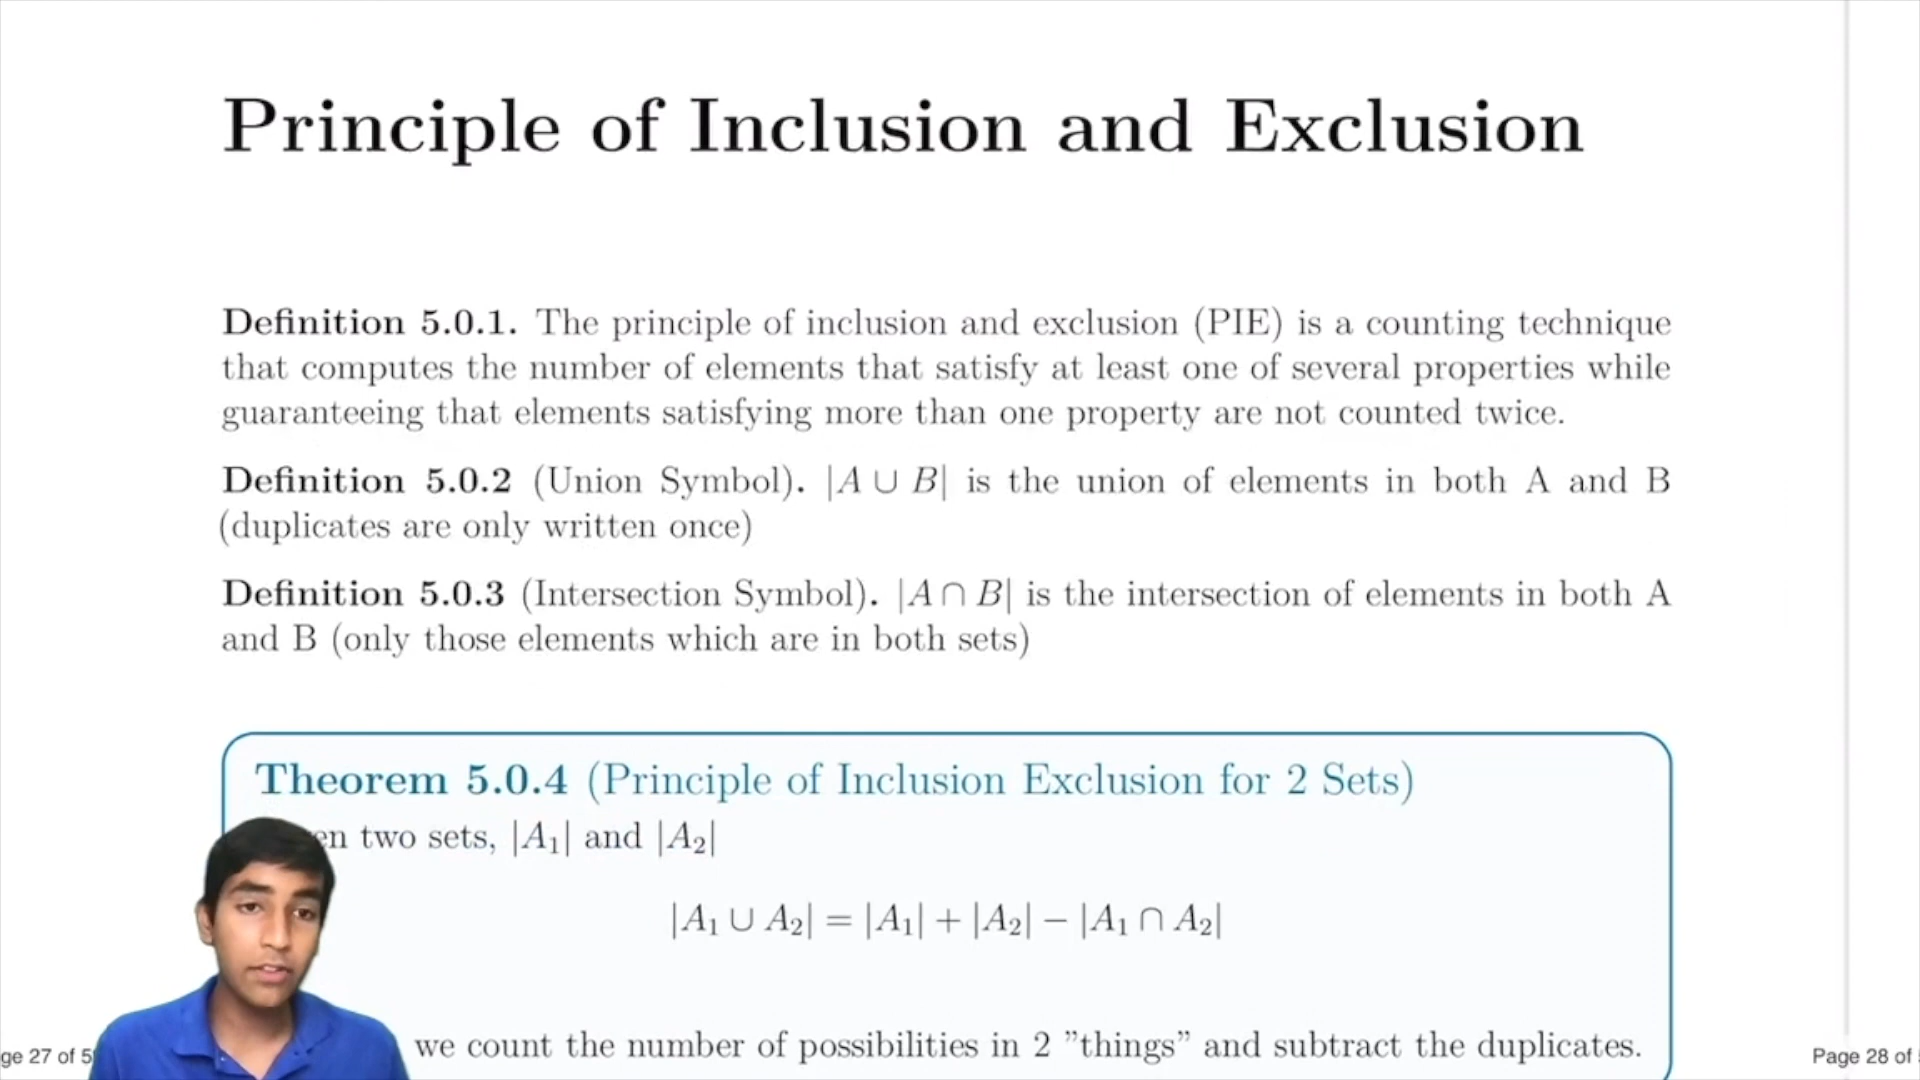 Principle of Inclusion and Exclusion
Definition 5.0.1. The principle of inclusion and exclusion (PIE) is a counting technique
that computes the number of elements that satisfy at least one of several properties while
guaranteeing that elements satisfying more than one property are not counted twice.
Definition 5.0.2 (Union Symbol). |A ∪ B| is the union of elements in both A and B
(duplicates are only written once)
Definition 5.0.3 (Intersection Symbol). |A ∩ B| is the intersection of elements in both A
and B (only those elements which are in both sets)
Theorem 5.0.4 (Principle of Inclusion Exclusion for 2 Sets)
two sets, |A₁| and |A₂|
|A₁ ∪ A₂| = |A₁| + |A₂| − |A₁ ∩ A₂|
we count the number of possibilities in 2 ”things” and subtract the duplicates.
27 of
Page 28 of